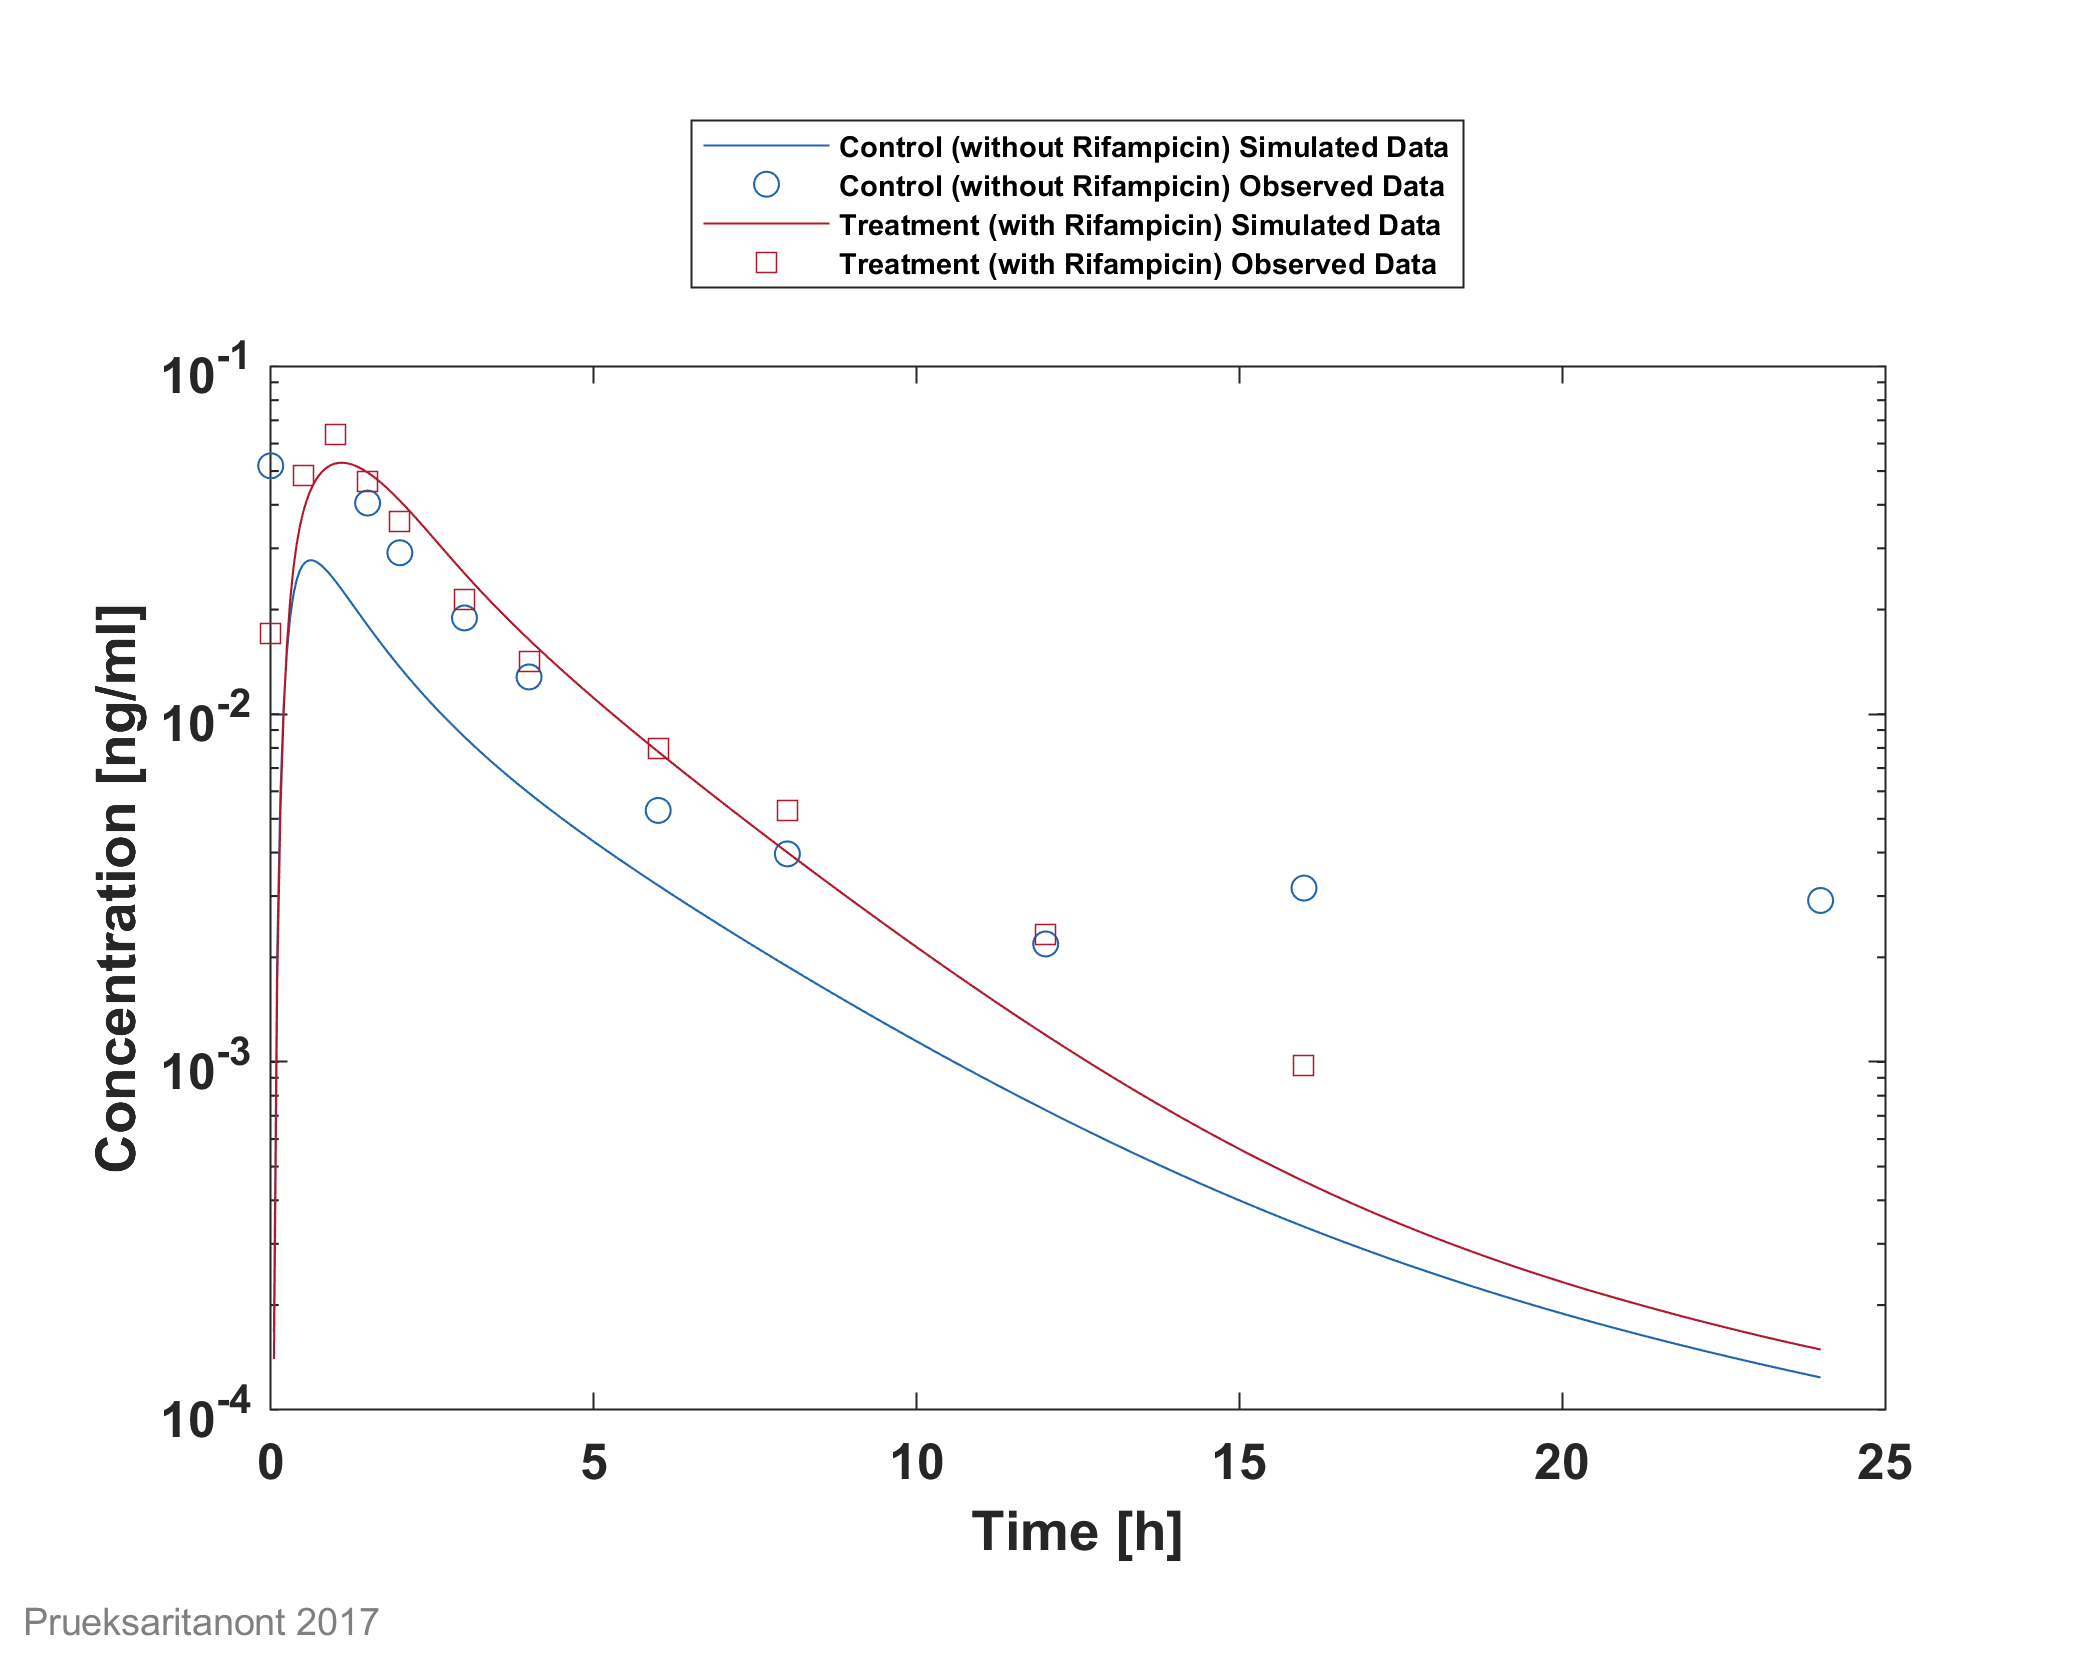 Control (without Rifampicin) Simulated Data
Control (without Rifampicin) Observed Data
Treatment (with Rifampicin) Simulated Data
Treatment (with Rifampicin) Observed Data
10-1
10-2
10-3
10-4
Concentration [ng/ml]
0 5 10 15 20 25
Time [h]
Prueksaritanont 2017